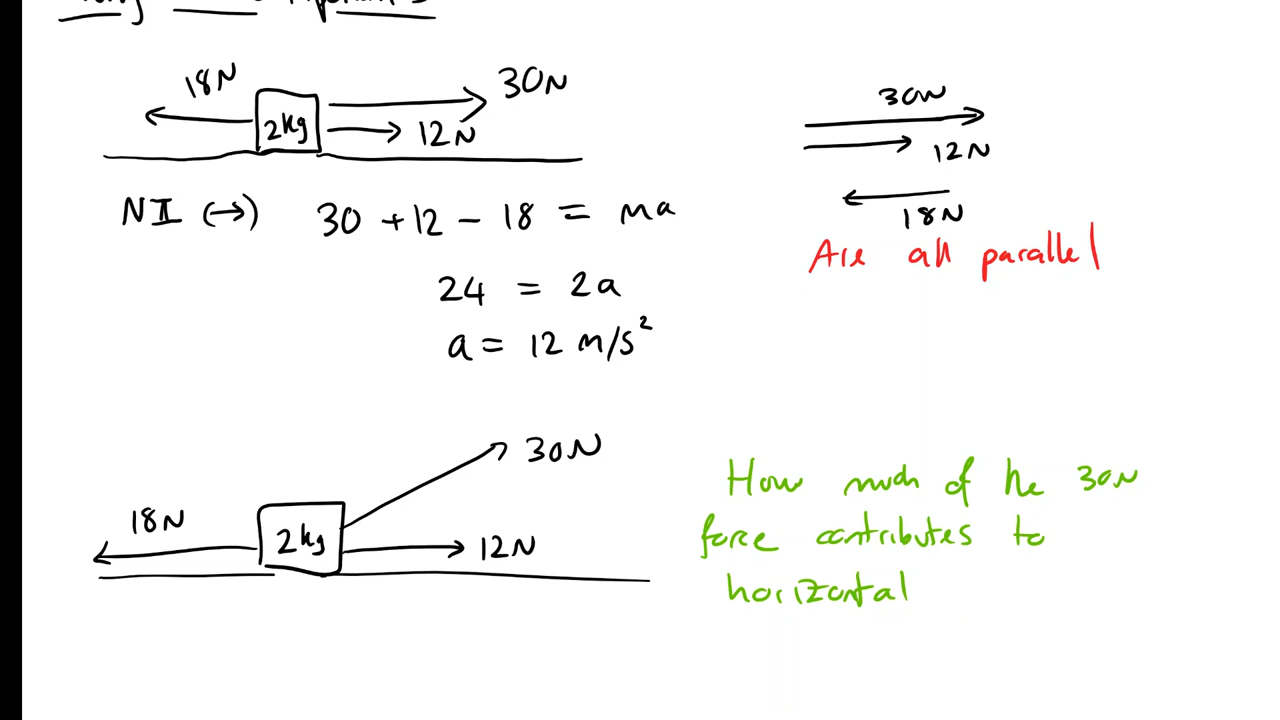 18N
30N
2kg
12N
NII (→) 30 + 12 - 18 = ma
24 = 2a
a = 12 m/s²
30N
12N
18N
Are all parallel
30N
18N
2kg
12N
How much of the 30N
force contributes to
horizontal